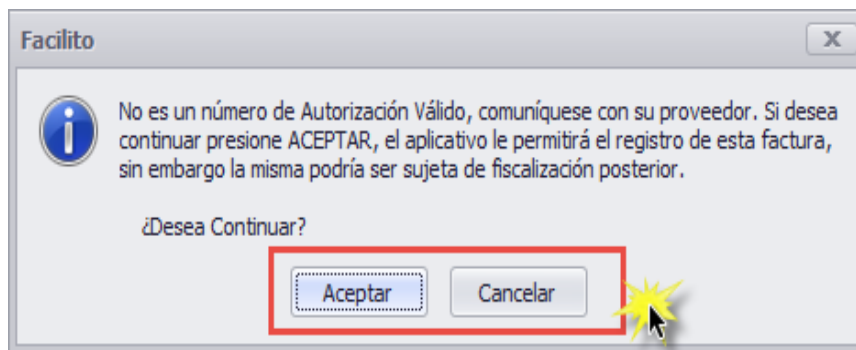 Facilito
No es un número de Autorización Válido, comuníquese con su proveedor. Si desea
continuar presione ACEPTAR, el aplicativo le permitirá el registro de esta factura,
sin embargo la misma podría ser sujeta de fiscalización posterior.
¿Desea Continuar?
Aceptar Cancelar